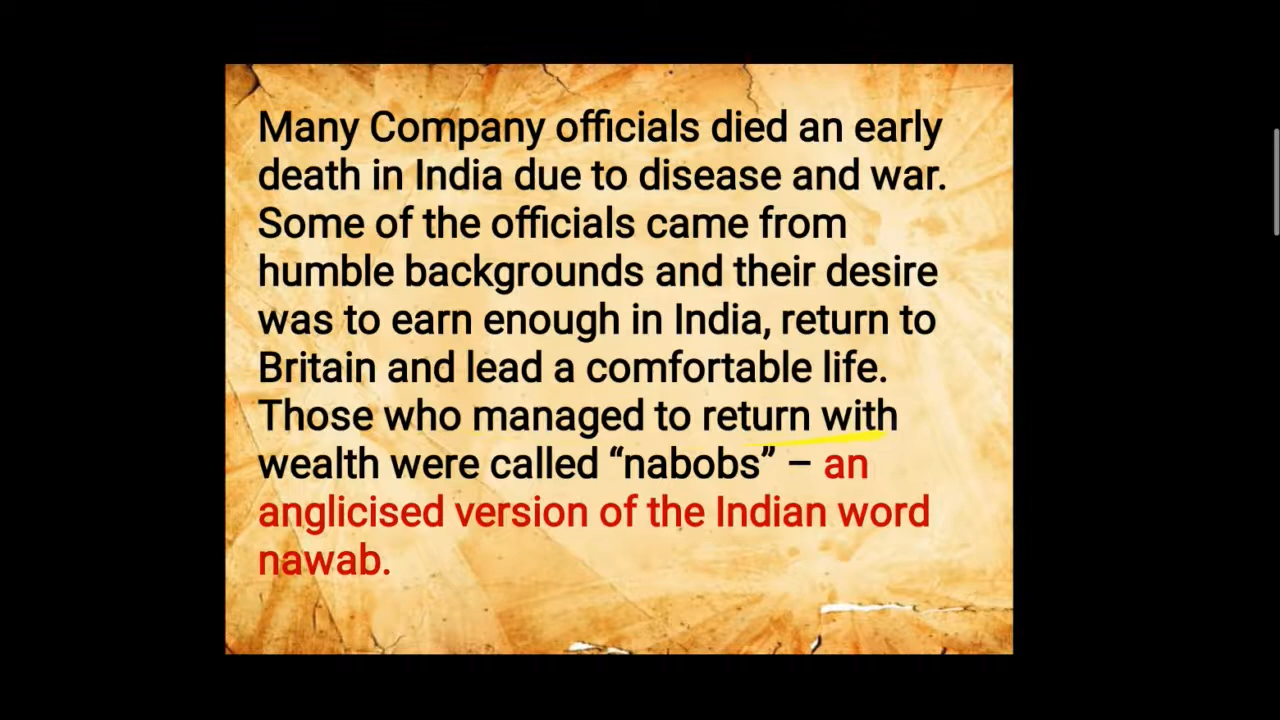 Many Company officials died an early
death in India due to disease and war.
Some of the officials came from
humble backgrounds and their desire
was to earn enough in India, return to
Britain and lead a comfortable life.
Those who managed to return with
wealth were called “nabobs” – an
anglicised version of the Indian word
nawab.